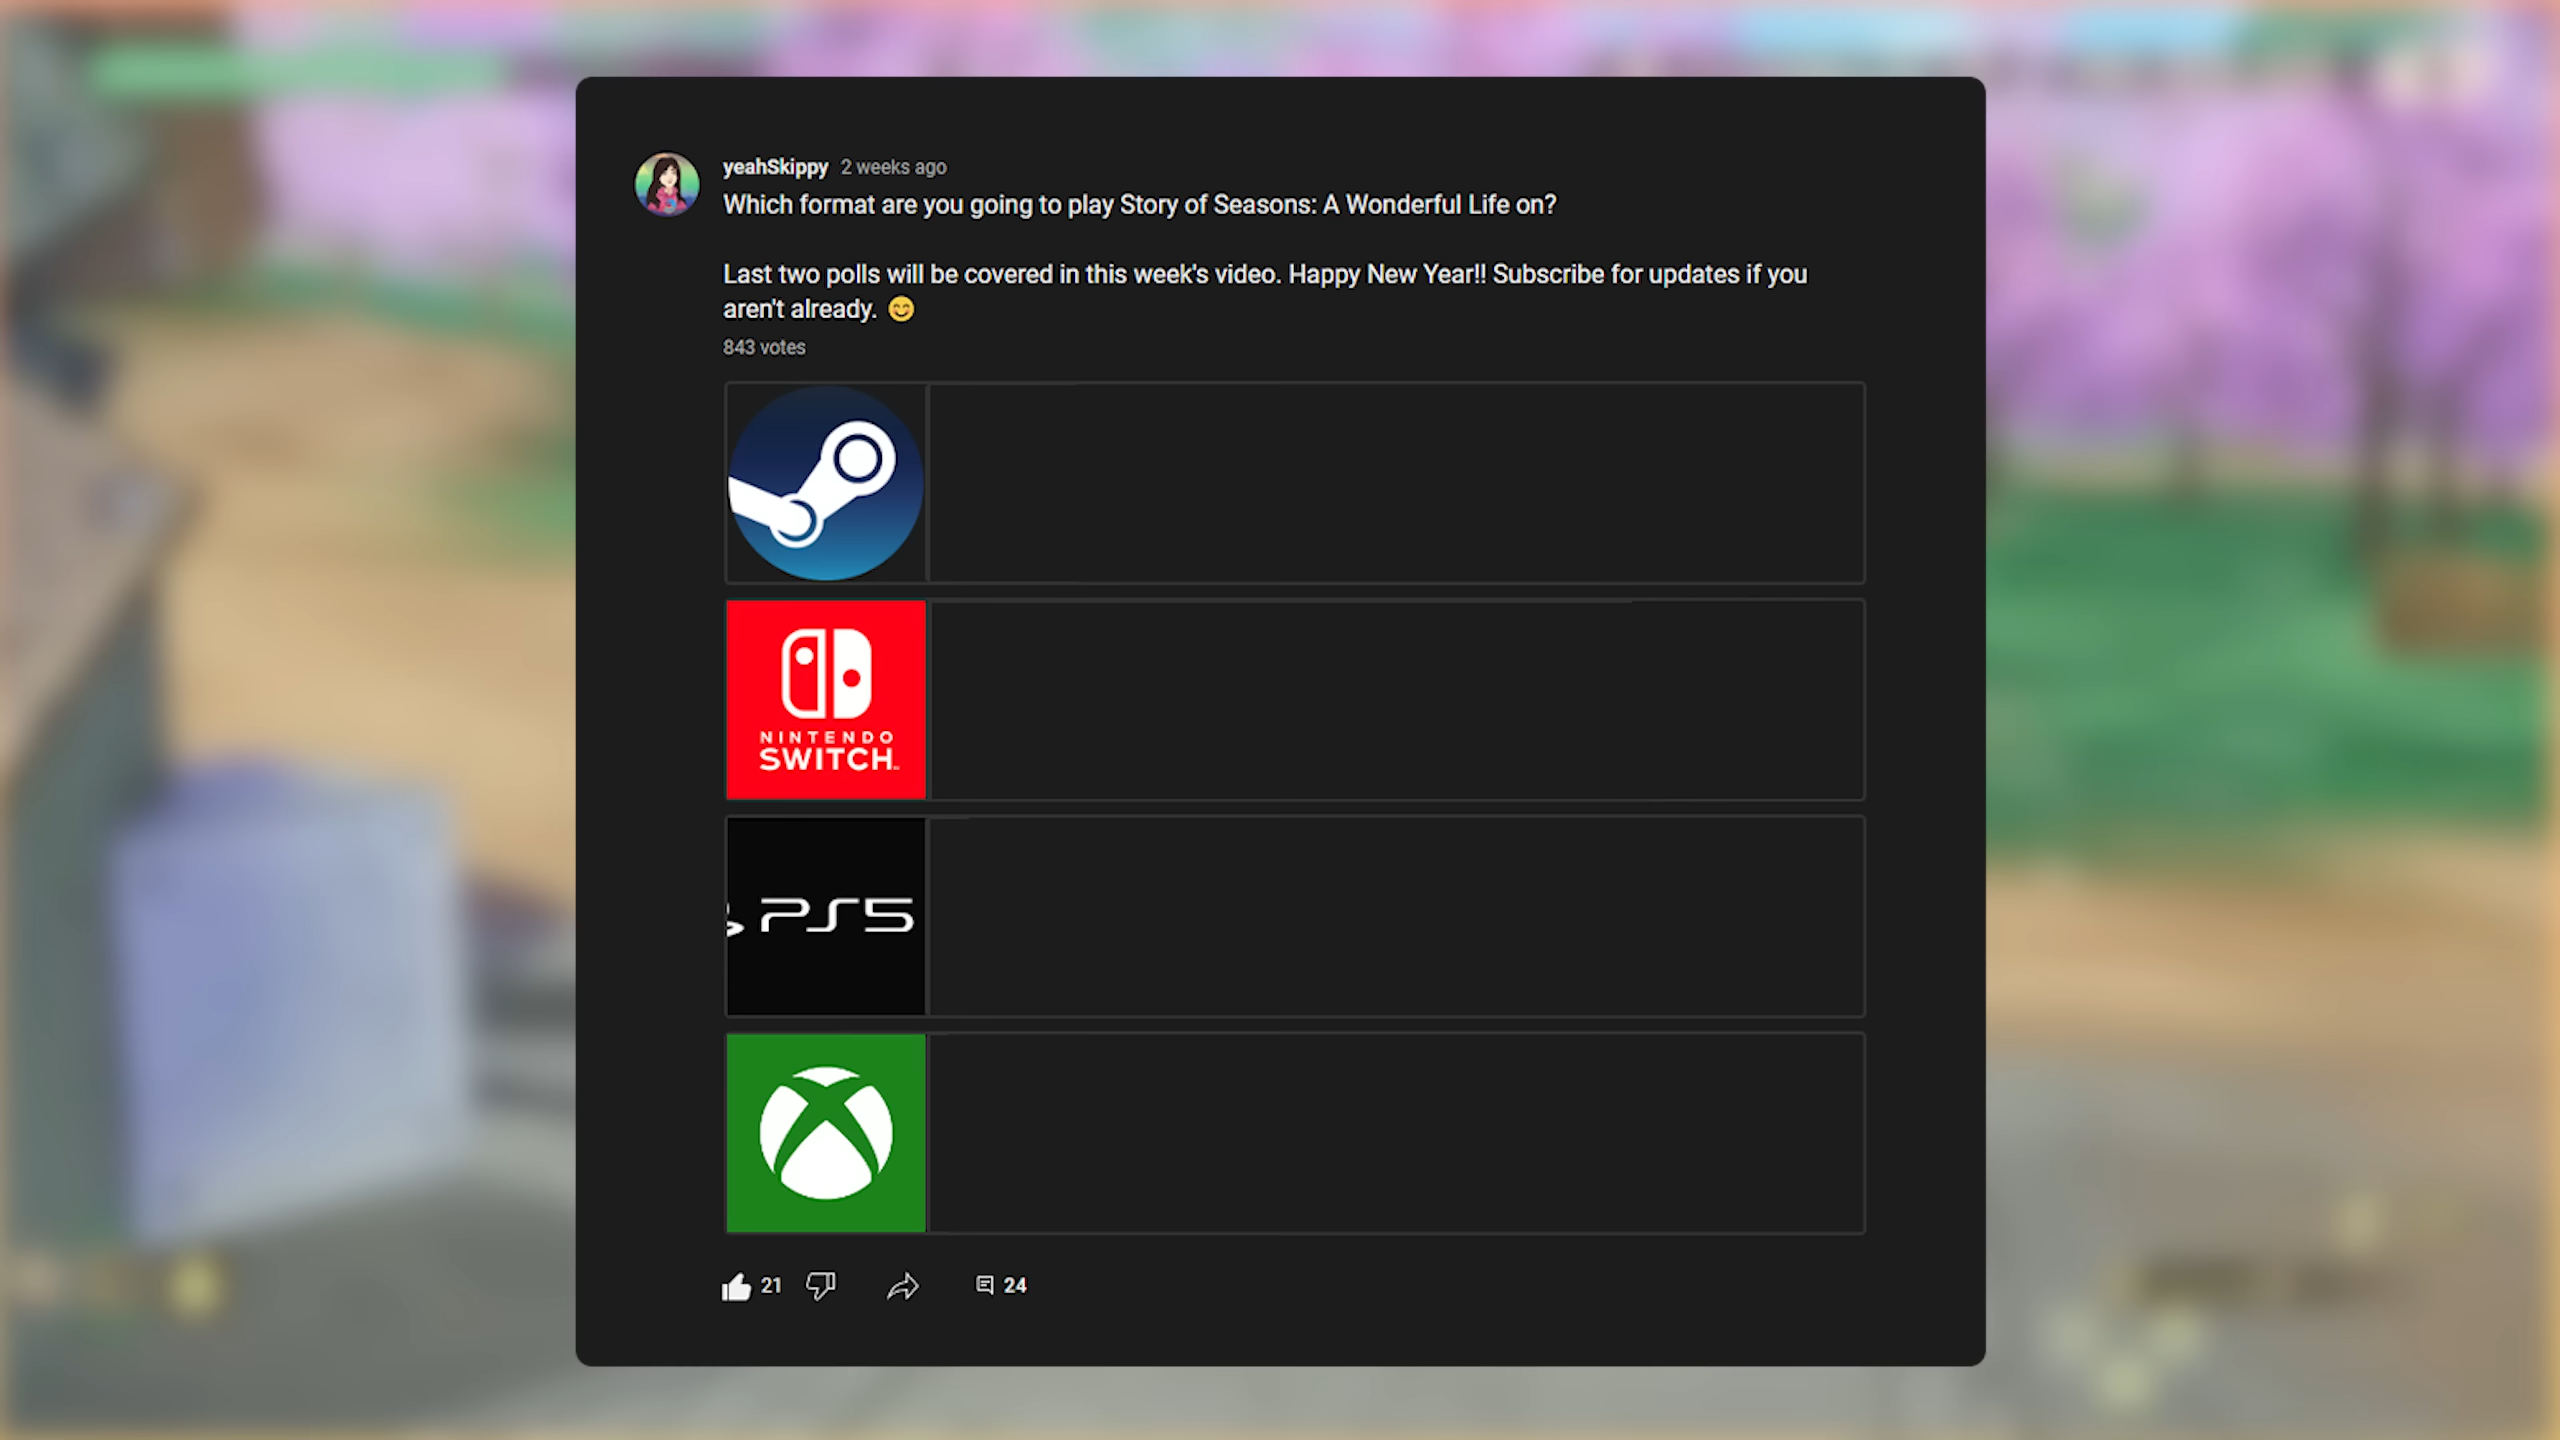 yeahSkippy 2 weeks ago
Which format are you going to play Story of Seasons: A Wonderful Life on?
Last two polls will be covered in this week's video. Happy New Year!! Subscribe for updates if you
aren't already. 😊
843 votes
NINTENDO
SWITCH
PS5
21 24